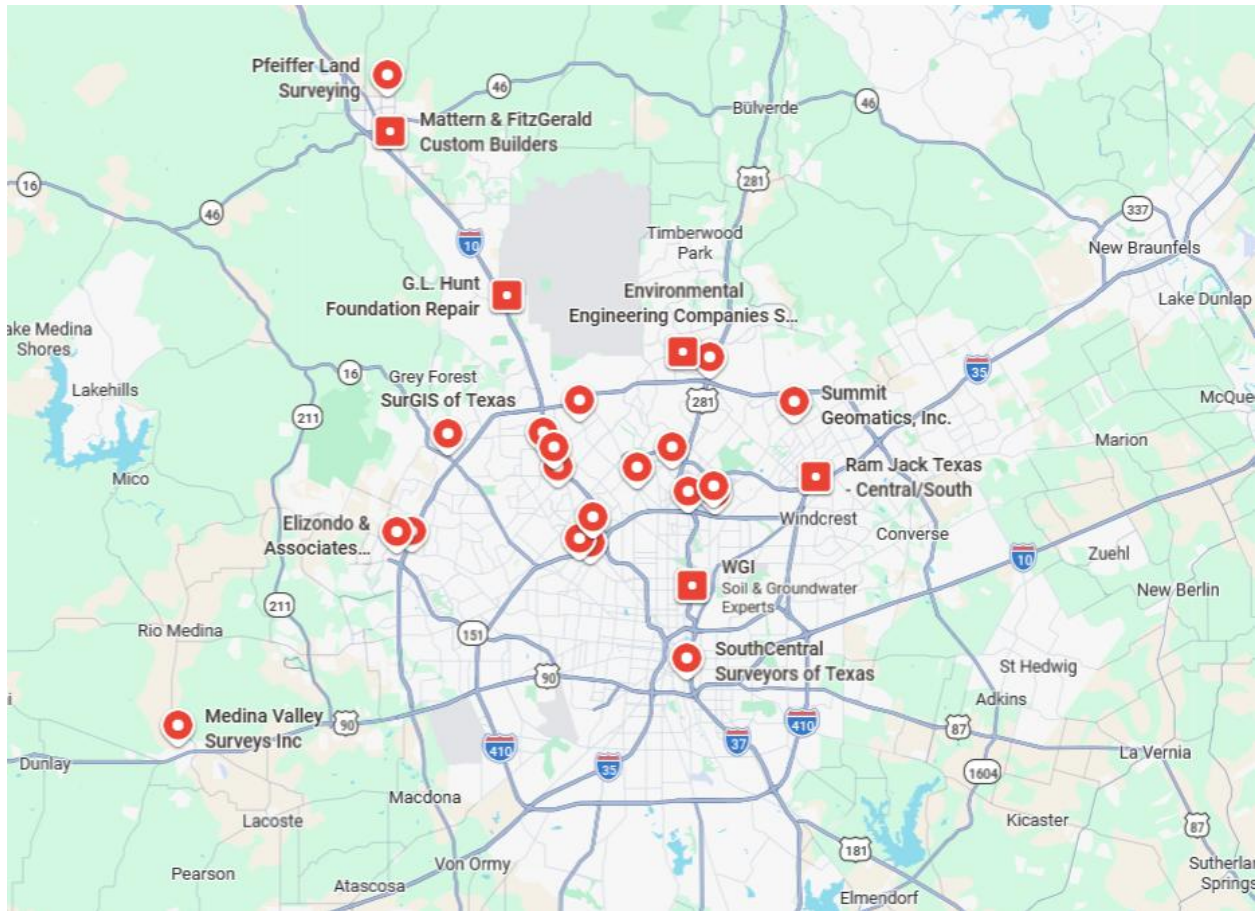 Pfeiffer Land
Surveying
46
Mattern & FitzGerald
Custom Builders
Bulverde
46
16
281
46
337
10
Timberwood
Park
New Braunfels
G.L. Hunt
Foundation Repair
Environmental
Engineering Companies S...
Lake Dunlap
ake Medina
Shores
35
16
Grey Forest
SurGIS of Texas
Lakehills
281
Summit
Geomatics, Inc.
McQue
211
Marion
Ram Jack Texas
- Central/South
Mico
Windcrest
Elizondo &
Associates...
Converse
Zuehl
10
WGI
Soil & Groundwater
Experts
New Berlin
211
Rio Medina
151
SouthCentral
Surveyors of Texas
St Hedwig
90
Adkins
Medina Valley
Surveys Inc
90
410
87
37
410
La Vernia
Dunlay
35
1604
Macdona
Lacoste
Kicaster
87
Von Ormy
181
Sutherlan
Springs
Pearson
Atascosa
Elmendorf